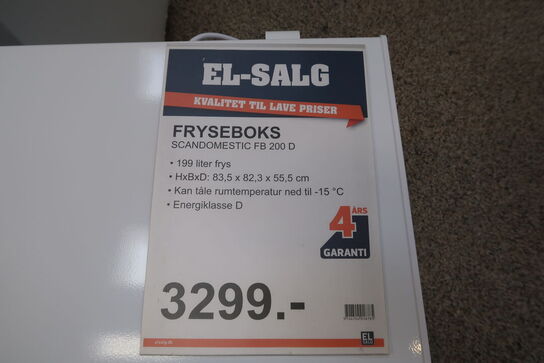 EL-SALG
KVALITET TIL LAVE PRISER
FRYSEBOKS
SCANDOMESTIC FB 200 D
• 199 liter frys
• HxBxD: 83,5 x 82,3 x 55,5 cm
• Kan tåle rumtemperatur ned til -15 °C
• Energiklasse D
4 ÅRS
GARANTI
3299.-
EL
SALG